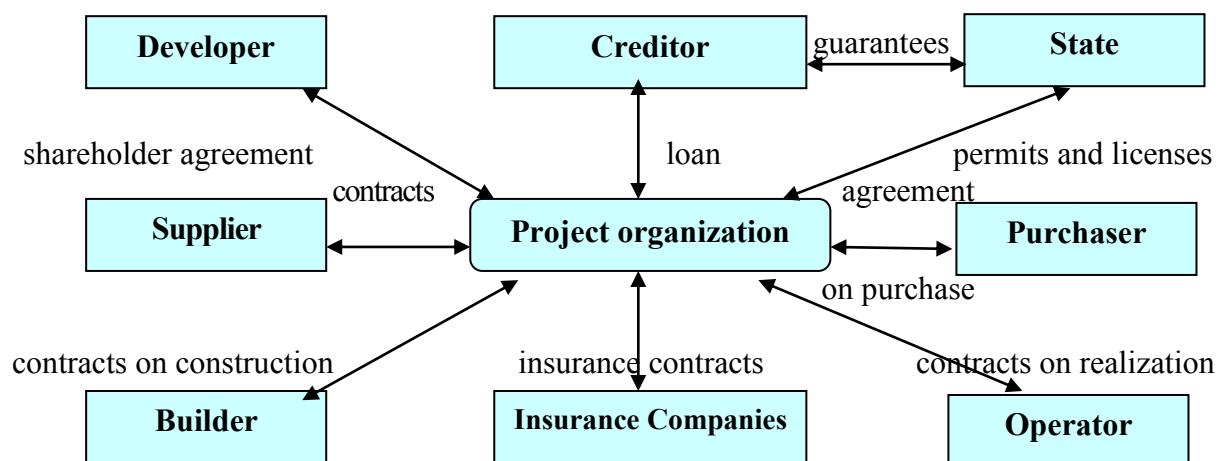 Developer
Creditor
guarantees
State
shareholder agreement
loan
permits and licenses
contracts
agreement
Supplier
Project organization
Purchaser
on purchase
contracts on construction
insurance contracts
contracts on realization
Builder
Insurance Companies
Operator